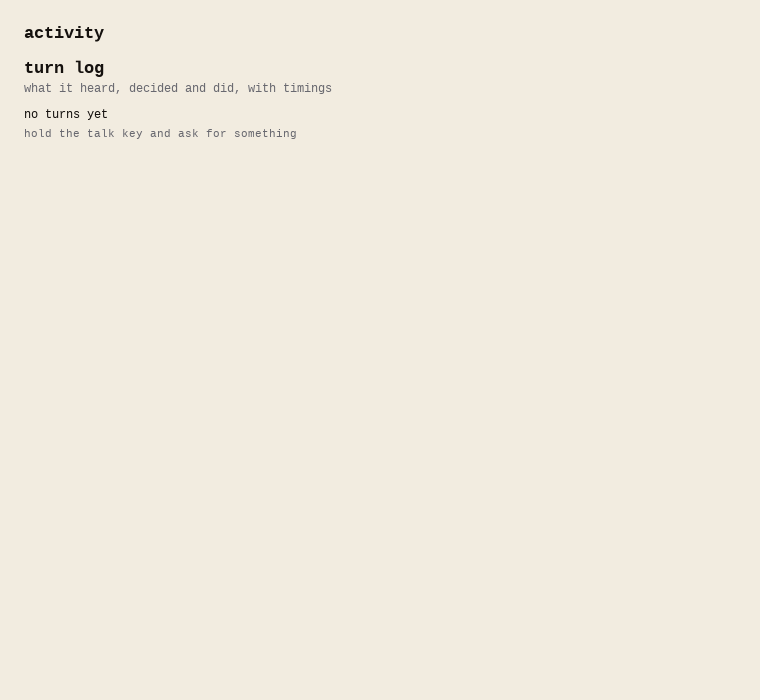 activity
turn log
what it heard, decided and did, with timings
no turns yet
hold the talk key and ask for something